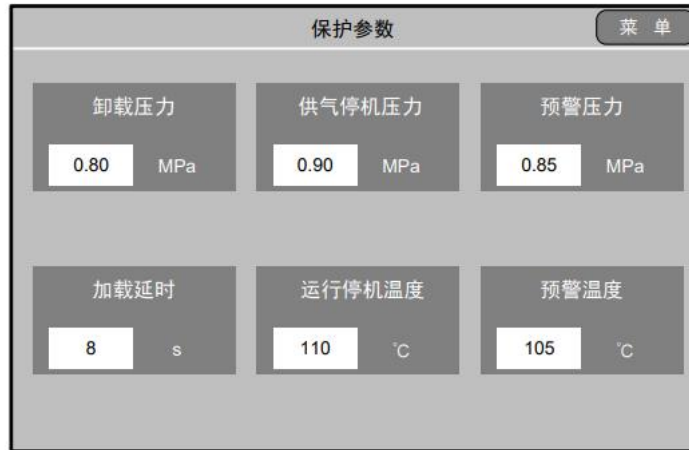 保护参数 菜 单
卸载压力 供气停机压力 预警压力
0.80 MPa 0.90 MPa 0.85 MPa
加载延时 运行停机温度 预警温度
8 s 110 ℃ 105 ℃